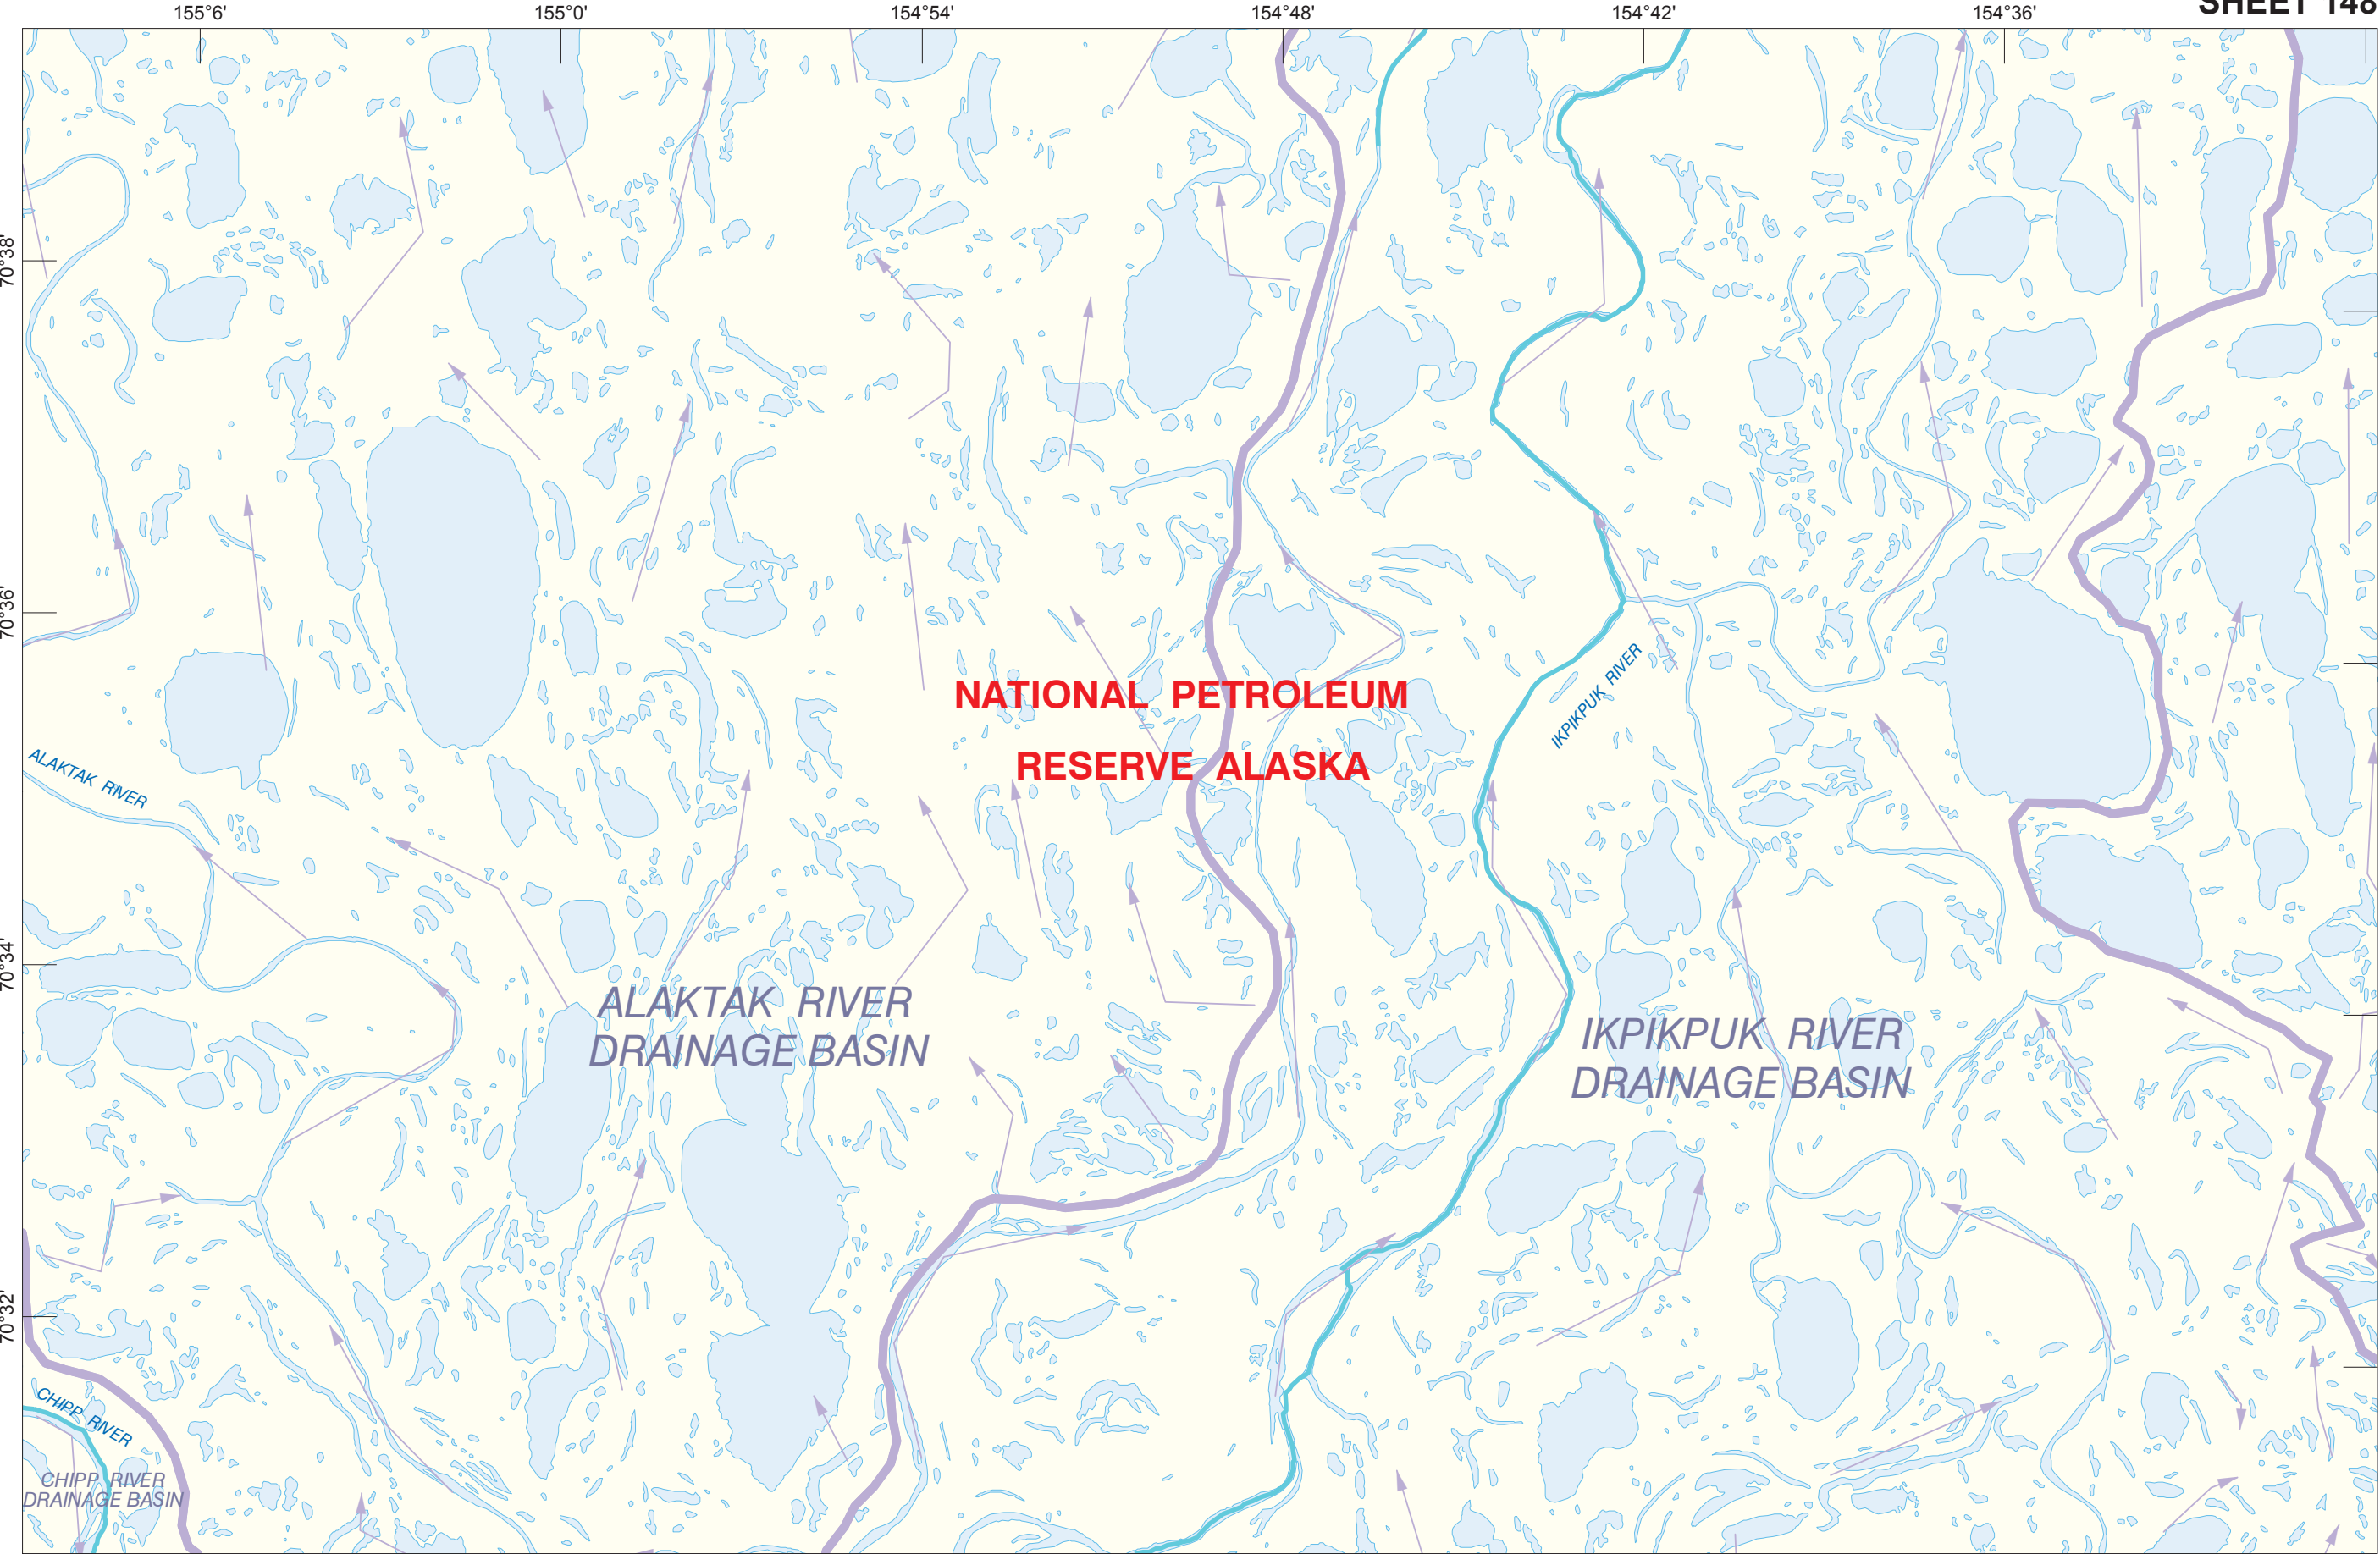 SHEET 148
155°6' 155°0' 154°54' 154°48' 154°42' 154°36'
70°38'
70°36'
IKPIKPUK RIVER
NATIONAL PETROLEUM
RESERVE ALASKA
ALAKTAK RIVER
70°34'
ALAKTAK RIVER
DRAINAGE BASIN
IKPIKPUK RIVER
DRAINAGE BASIN
70°32'
CHIPP RIVER
CHIPP RIVER
DRAINAGE BASIN